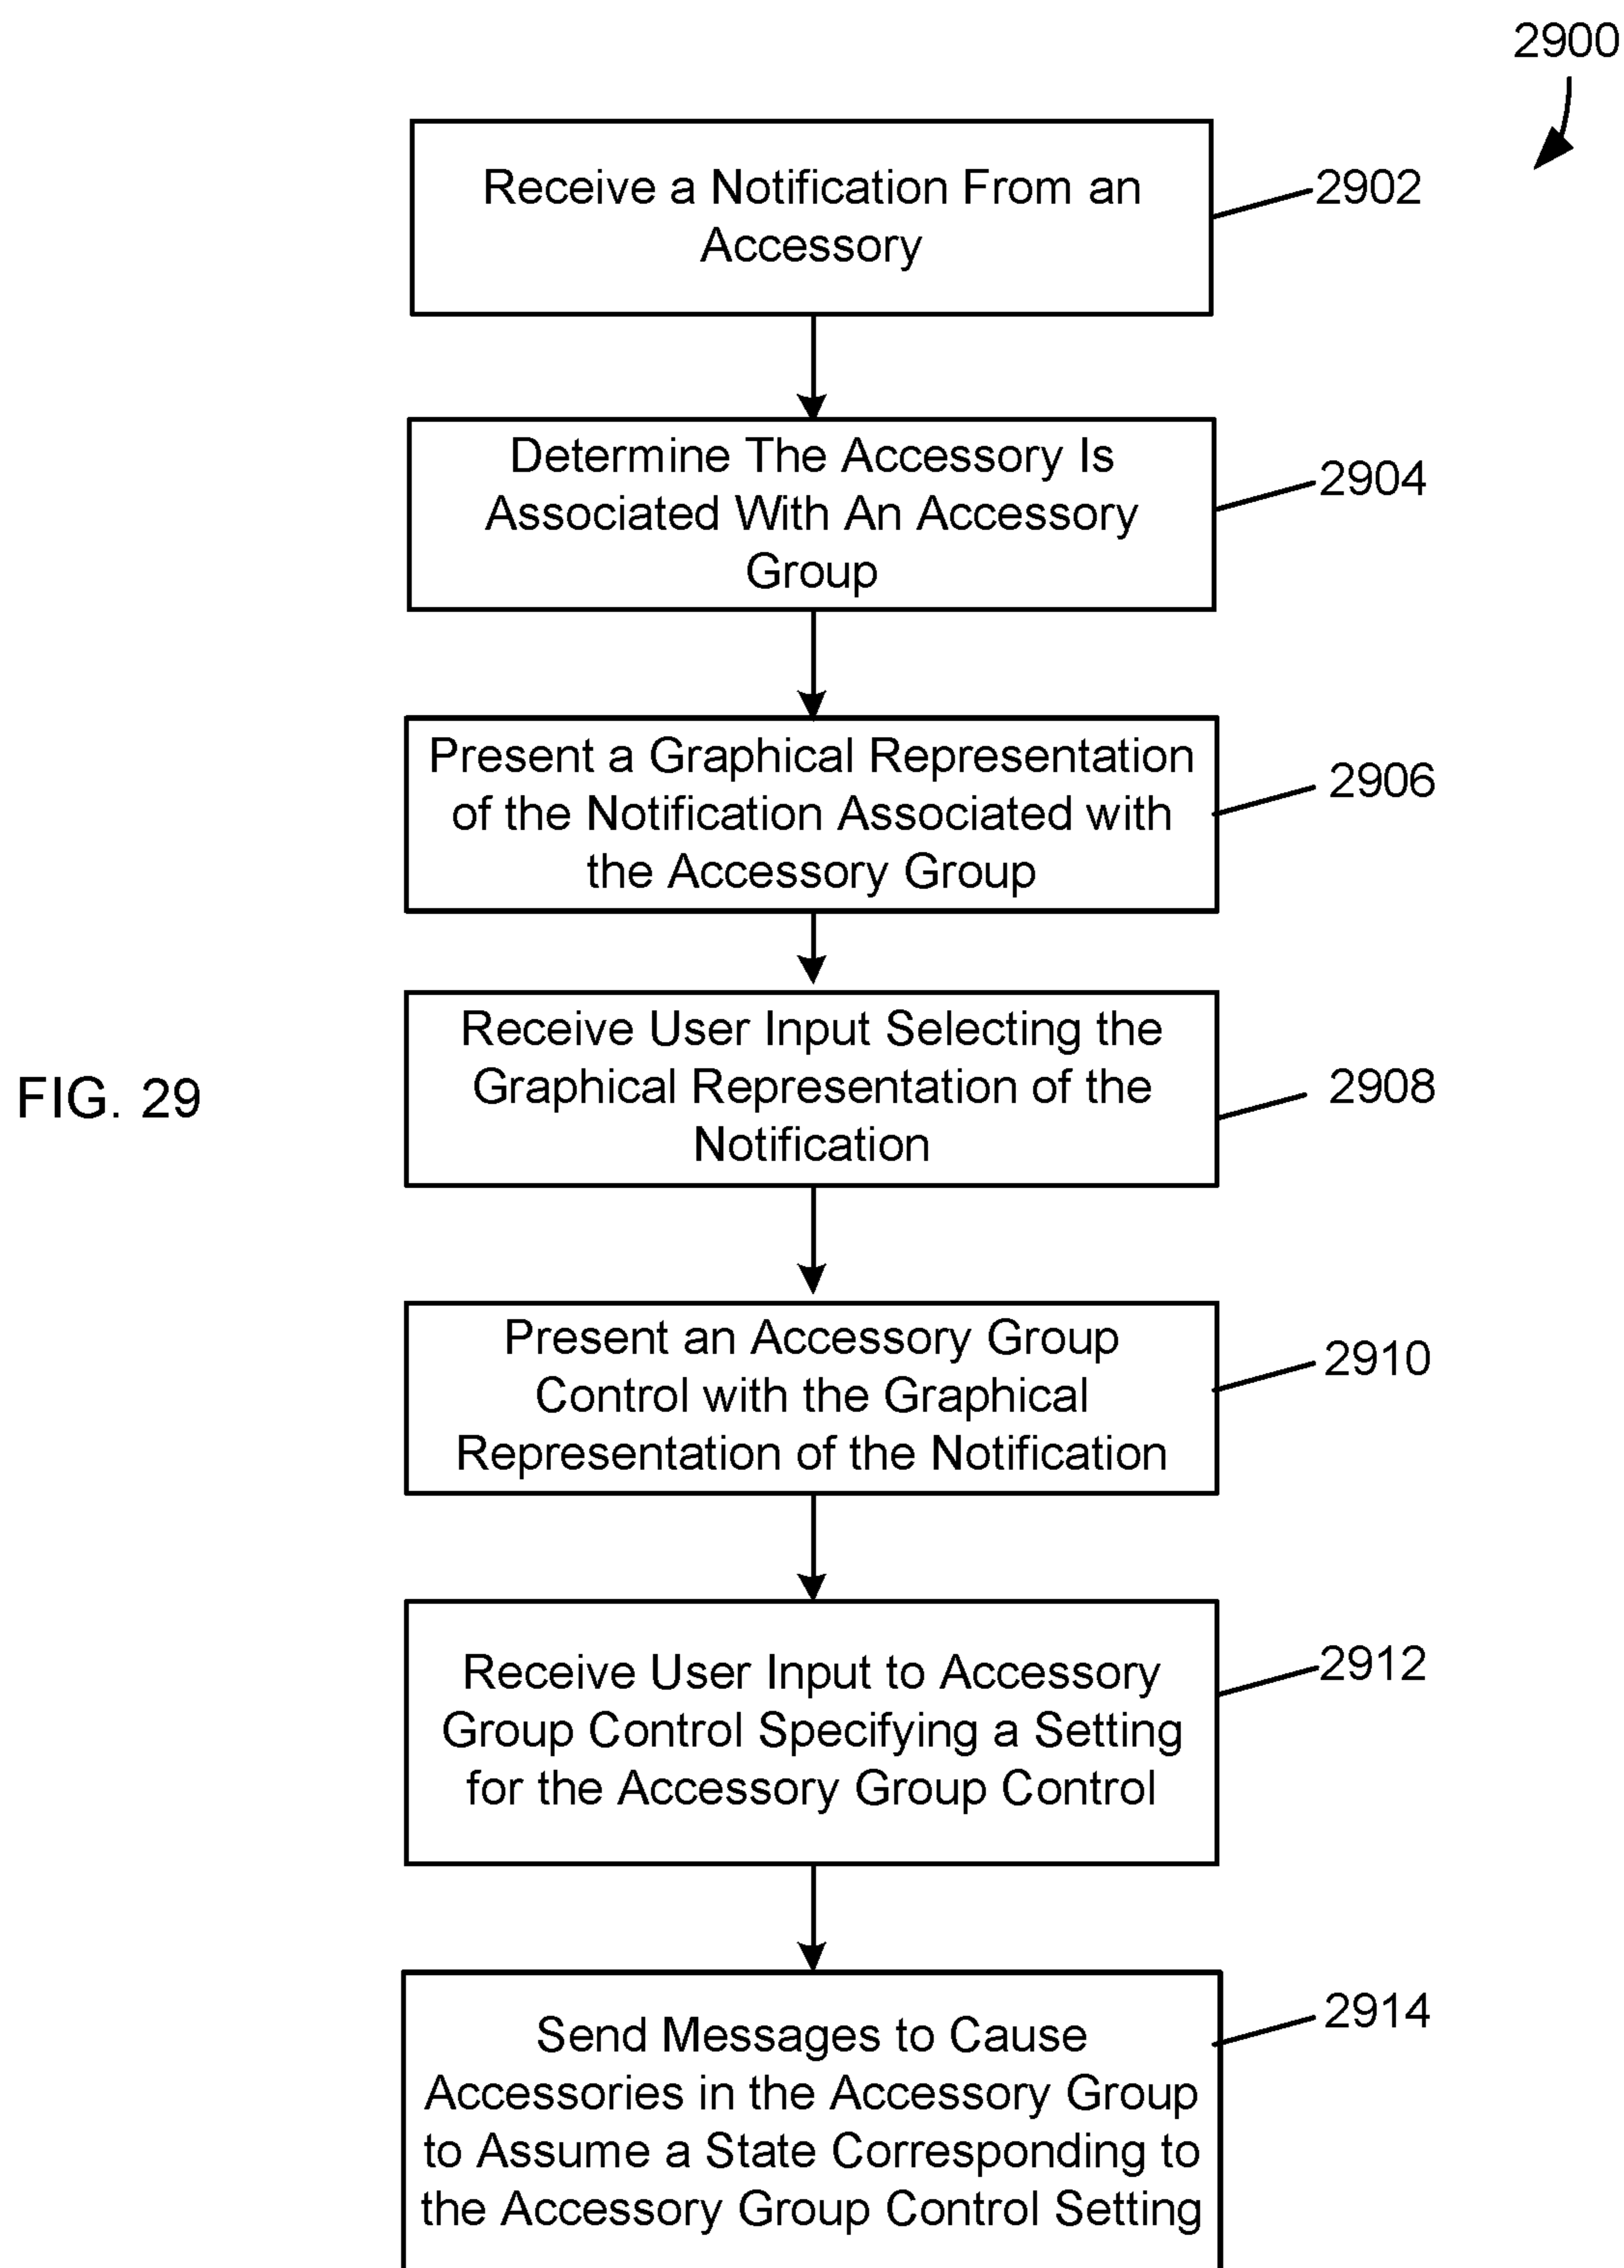 2900
Receive a Notification From an
Accessory
2902
Determine The Accessory Is
Associated With An Accessory
Group
2904
Present a Graphical Representation
of the Notification Associated with
the Accessory Group
2906
Receive User Input Selecting the
Graphical Representation of the
Notification
2908
FIG. 29
Present an Accessory Group
Control with the Graphical
Representation of the Notification
2910
Receive User Input to Accessory
Group Control Specifying a Setting
for the Accessory Group Control
2912
Send Messages to Cause
Accessories in the Accessory Group
to Assume a State Corresponding to
the Accessory Group Control Setting
2914